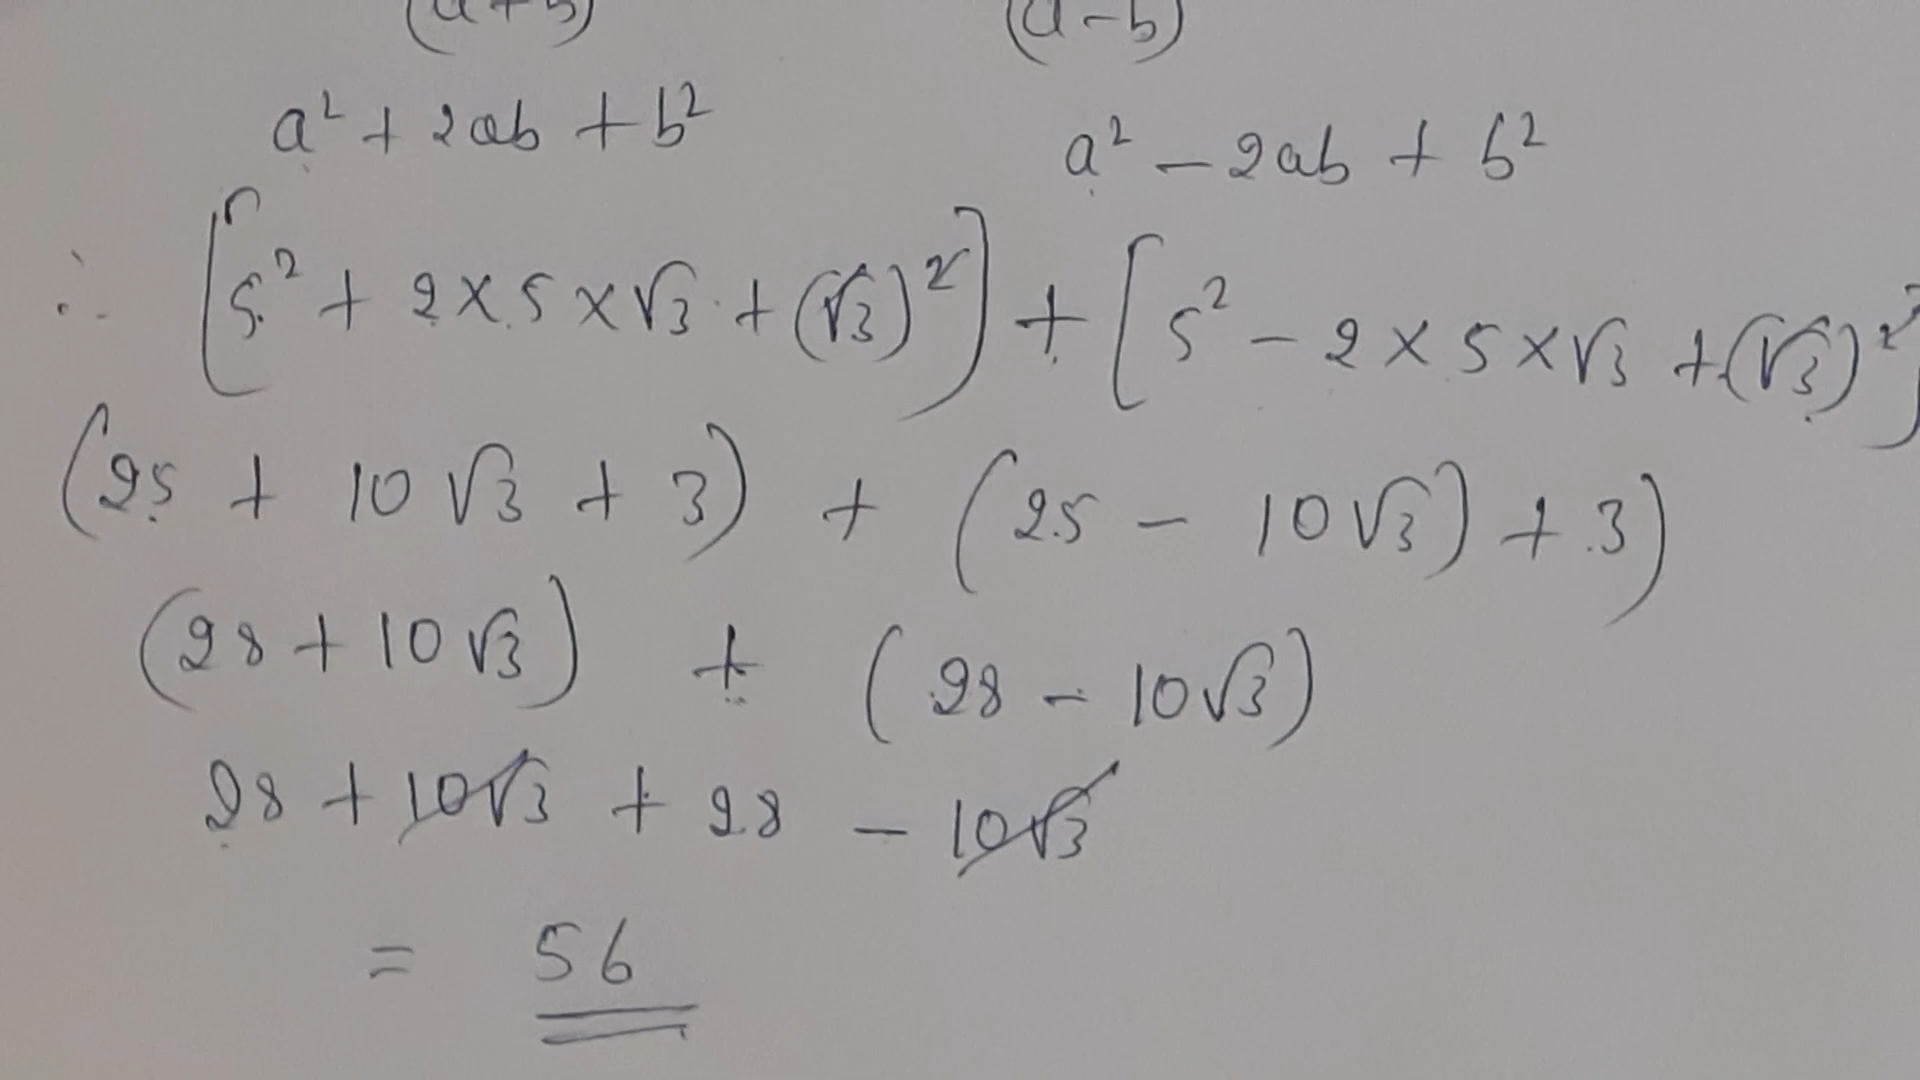 (a+b) (a-b)
a² + 2ab + b² a² - 2ab + b²
∴ [5² + 2×5×√3 + (√3)²] + [5² - 2×5×√3 + (√3)²]
(25 + 10√3 + 3) + (25 - 10√3) + 3)
(28 + 10√3) + (28 - 10√3)
28 + 10√3 + 28 - 10√3
= 56